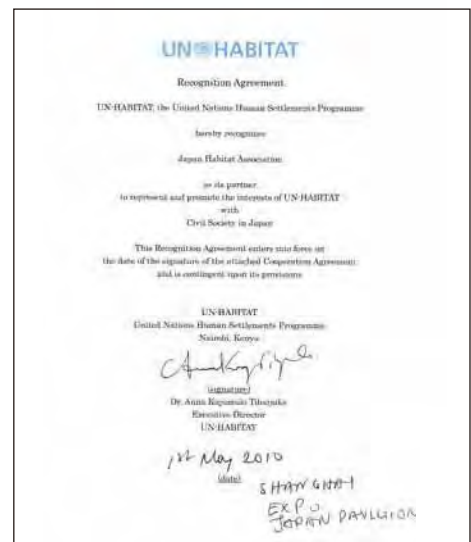 UN HABITAT
Recognition Agreement
UN-HABITAT, the United Nations Human Settlements Programme
hereby recognizes
Japan Habitat Association
as its partner
to represent and promote the interests of UN-HABITAT
with
Civil Society in Japan
This Recognition Agreement enters into force on
the date of the signature of the attached Cooperation Agreement
and is contingent upon its provisions
UN-HABITAT
United Nations Human Settlements Programme
Nairobi, Kenya
(signature)
Dr. Anna Kajumulo Tibaijuka
Executive Director
UN-HABITAT
1st May 2010
(date)
SHANGHAI
EXPO
JAPAN PAVILION